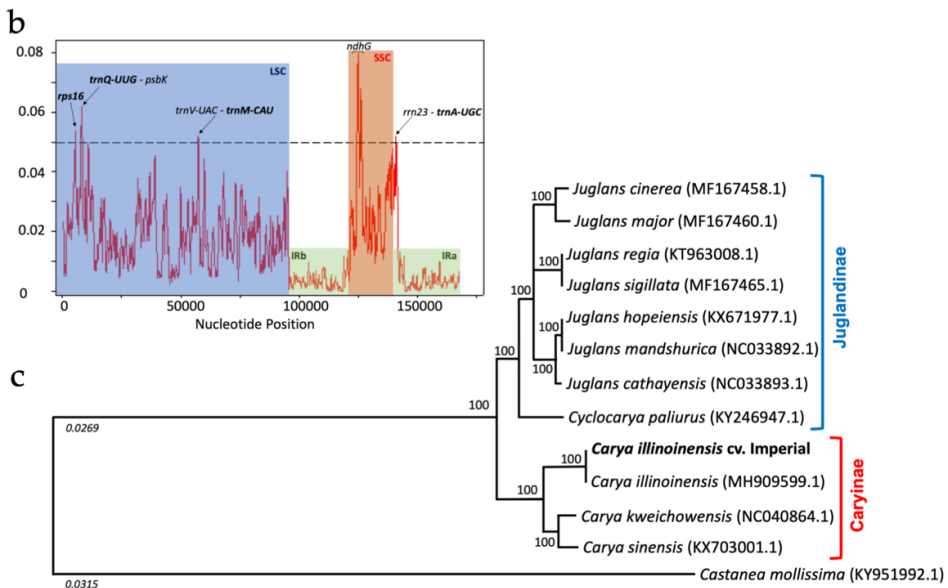 b
0.08
0.06
0.04
0.02
0
LSC
SSC
IRb
IRa
ndhG
trnQ-UUG - psbK
rps16
trnV-UAC - trnM-CAU
rrn23 - trnA-UGC
0 50000 100000 150000
Nucleotide Position
c
100
Juglans cinerea (MF167458.1)
Juglans major (MF167460.1)
100
Juglans regia (KT963008.1)
Juglans sigillata (MF167465.1)
100
100
Juglans hopeiensis (KX671977.1)
Juglans mandshurica (NC033892.1)
100
Juglans cathayensis (NC033893.1)
100
Cyclocarya paliurus (KY246947.1)
Juglandinae
100
0.0269
100
Carya illinoinensis cv. Imperial
Carya illinoinensis (MH909599.1)
100
Carya kweichowensis (NC040864.1)
100
Carya sinensis (KX703001.1)
Caryinae
Castanea mollissima (KY951992.1)
0.0315